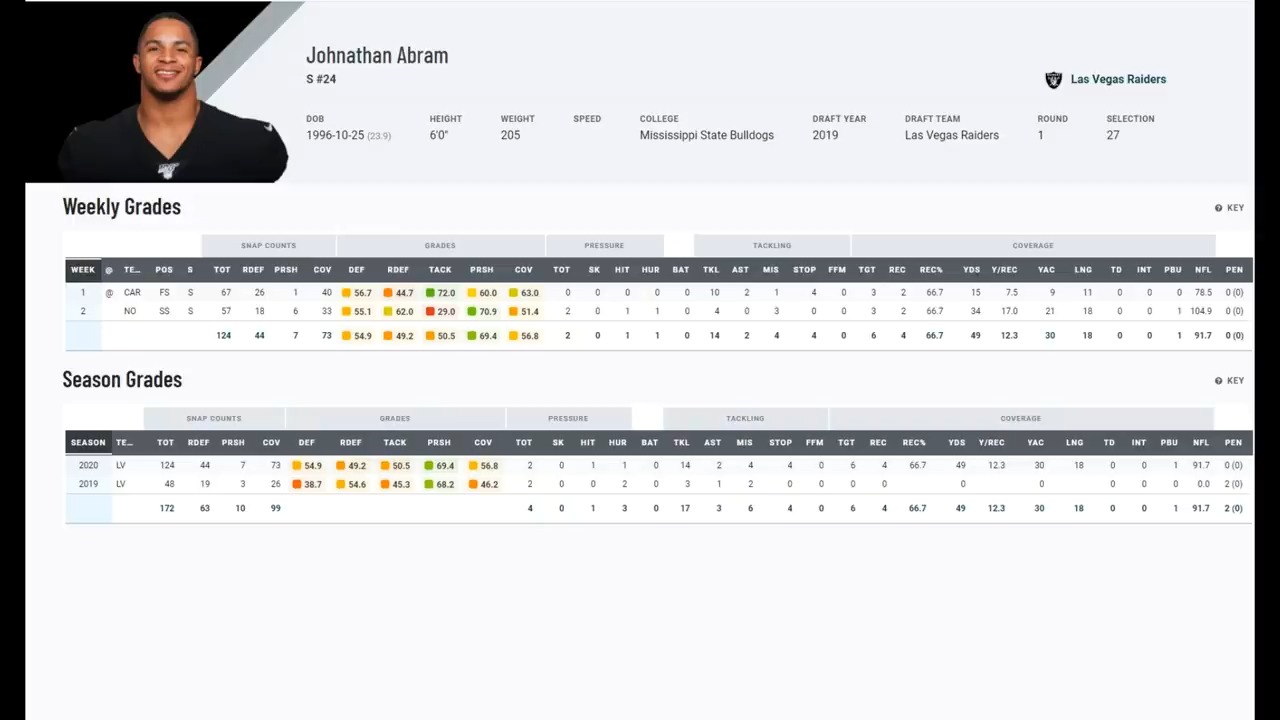 Johnathan Abram
S #24
Las Vegas Raiders
DOB HEIGHT WEIGHT SPEED COLLEGE DRAFT YEAR DRAFT TEAM ROUND SELECTION
1996-10-25 (23.9) 6'0" 205 Mississippi State Bulldogs 2019 Las Vegas Raiders 1 27
Weekly Grades
KEY
SNAP COUNTS GRADES PRESSURE TACKLING COVERAGE
WEEK @ TE... POS S TOT RDEF PRSH COV DEF RDEF TACK PRSH COV TOT SK HIT HUR BAT TKL AST MIS STOP FFM TGT REC REC% YDS Y/REC YAC LNG TD INT PBU NFL PEN
1 @ CAR FS S 67 26 1 40 56.7 44.7 72.0 60.0 63.0 0 0 0 0 0 10 2 1 4 0 3 2 66.7 15 7.5 9 11 0 0 0 78.5 0 (0)
2 NO SS S 57 18 6 33 55.1 62.0 29.0 70.9 51.4 2 0 1 1 0 4 0 3 0 0 3 2 66.7 34 17.0 21 18 0 0 1 104.9 0 (0)
124 44 7 73 54.9 49.2 50.5 69.4 56.8 2 0 1 1 0 14 2 4 4 0 6 4 66.7 49 12.3 30 18 0 0 1 91.7 0 (0)
Season Grades
KEY
SNAP COUNTS GRADES PRESSURE TACKLING COVERAGE
SEASON TE... TOT RDEF PRSH COV DEF RDEF TACK PRSH COV TOT SK HIT HUR BAT TKL AST MIS STOP FFM TGT REC REC% YDS Y/REC YAC LNG TD INT PBU NFL PEN
2020 LV 124 44 7 73 54.9 49.2 50.5 69.4 56.8 2 0 1 1 0 14 2 4 4 0 6 4 66.7 49 12.3 30 18 0 0 1 91.7 0 (0)
2019 LV 48 19 3 26 38.7 54.6 45.3 68.2 46.2 2 0 0 2 0 3 1 2 0 0 0 0 0 0 0 0 0 0.0 2 (0)
172 63 10 99 4 0 1 3 0 17 3 6 4 0 6 4 66.7 49 12.3 30 18 0 0 1 91.7 2 (0)